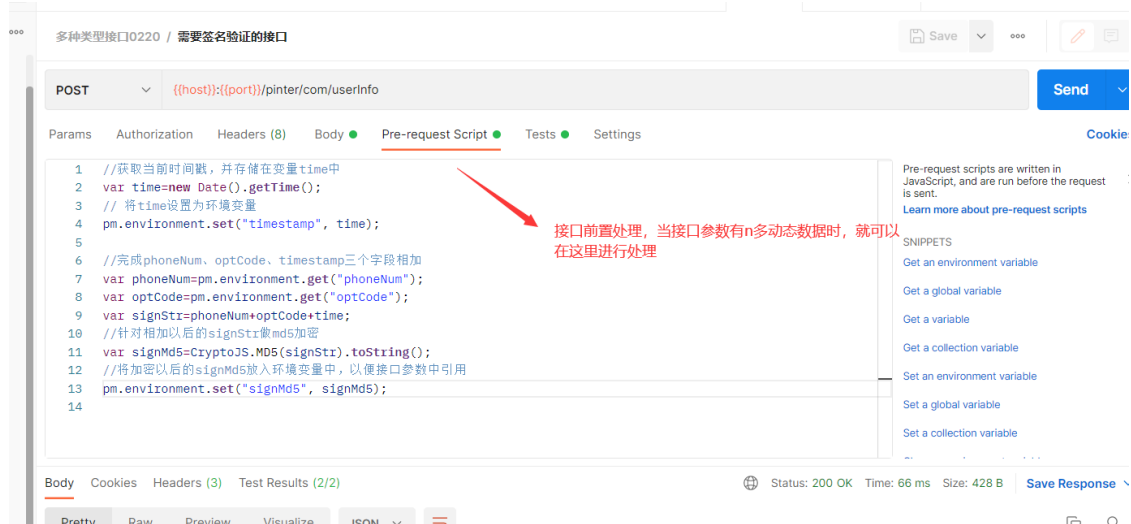 多种类型接口0220 / 需要签名验证的接口
Save
POST
{{host}}:{{port}}/pinter/com/userInfo
Send
Params Authorization Headers (8) Body Pre-request Script Tests Settings
Cookie
1 //获取当前时间戳，并存储在变量time中
2 var time=new Date().getTime();
3 // 将time设置为环境变量
4 pm.environment.set("timestamp", time);
5
6 //完成phoneNum、optCode、timestamp三个字段相加
7 var phoneNum=pm.environment.get("phoneNum");
8 var optCode=pm.environment.get("optCode");
9 var signStr=phoneNum+optCode+time;
10 //针对相加以后的signStr做md5加密
11 var signMd5=CryptoJS.MD5(signStr).toString();
12 //将加密以后的signMd5放入环境变量中，以便接口参数中引用
13 pm.environment.set("signMd5", signMd5);
14
接口前置处理，当接口参数有n多动态数据时，就可以
在这里进行处理
Pre-request scripts are written in
JavaScript, and are run before the request
is sent.
Learn more about pre-request scripts
SNIPPETS
Get an environment variable
Get a global variable
Get a variable
Get a collection variable
Set an environment variable
Set a global variable
Set a collection variable
Body Cookies Headers (3) Test Results (2/2)
Status: 200 OK Time: 66 ms Size: 428 B
Save Response
Pretty Raw Preview Visualize JSON